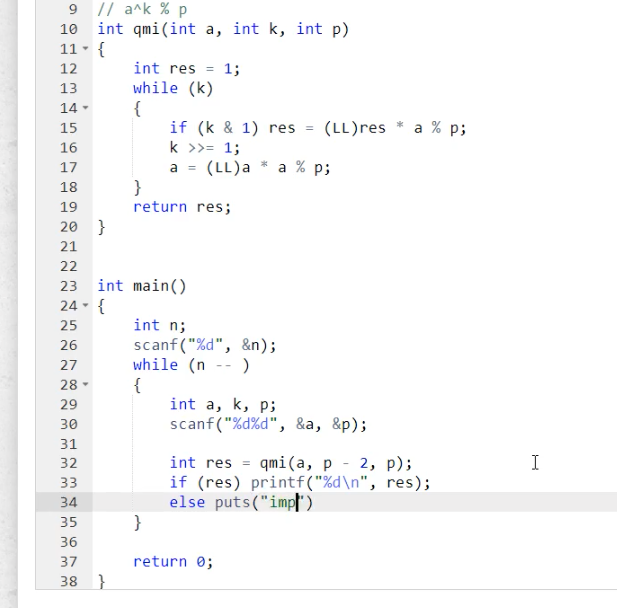 9 // a^k % p
10 int qmi(int a, int k, int p)
11 {
12 int res = 1;
13 while (k)
14 {
15 if (k & 1) res = (LL)res * a % p;
16 k >>= 1;
17 a = (LL)a * a % p;
18 }
19 return res;
20 }
21
22
23 int main()
24 {
25 int n;
26 scanf("%d", &n);
27 while (n -- )
28 {
29 int a, k, p;
30 scanf("%d%d", &a, &p);
31
32 int res = qmi(a, p - 2, p);
33 if (res) printf("%d\n", res);
34 else puts("imp")
35 }
36
37 return 0;
38 }